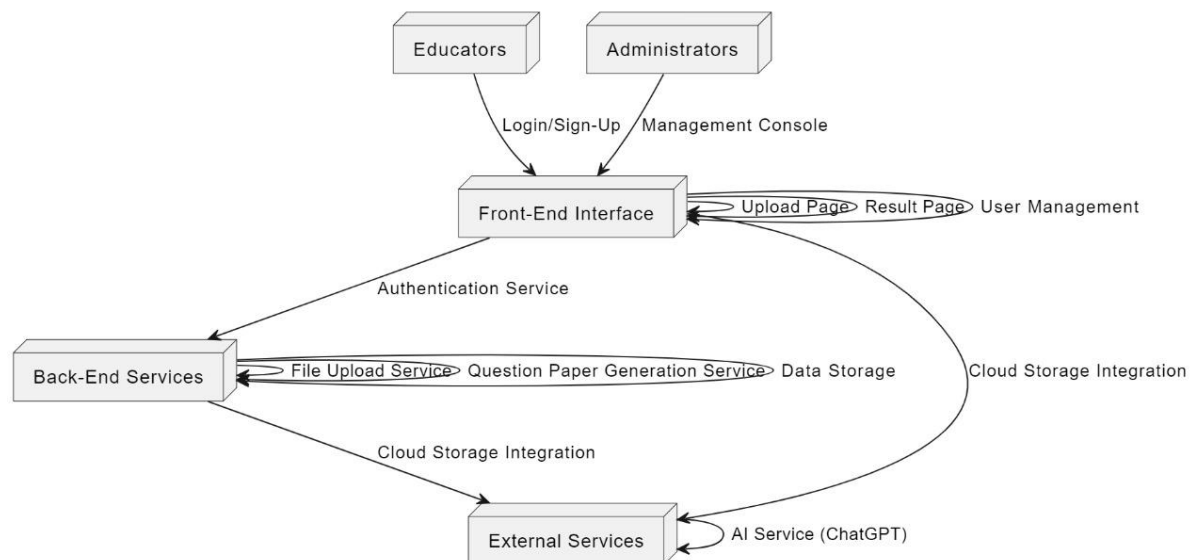 Educators
Administrators
Login/Sign-Up
Management Console
Front-End Interface
Upload Page
Result Page
User Management
Authentication Service
Back-End Services
File Upload Service
Question Paper Generation Service
Data Storage
Cloud Storage Integration
Cloud Storage Integration
External Services
AI Service (ChatGPT)